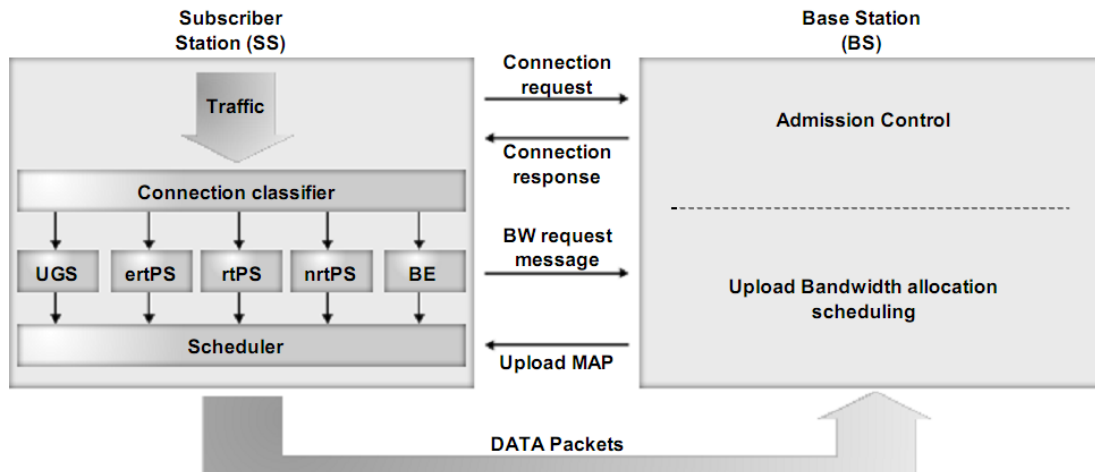 Subscriber
Station (SS)
Base Station
(BS)
Traffic
Connection
request
Admission Control
Connection
response
Connection classifier
BW request
message
UGS
ertPS
rtPS
nrtPS
BE
Upload Bandwidth allocation
scheduling
Scheduler
Upload MAP
DATA Packets